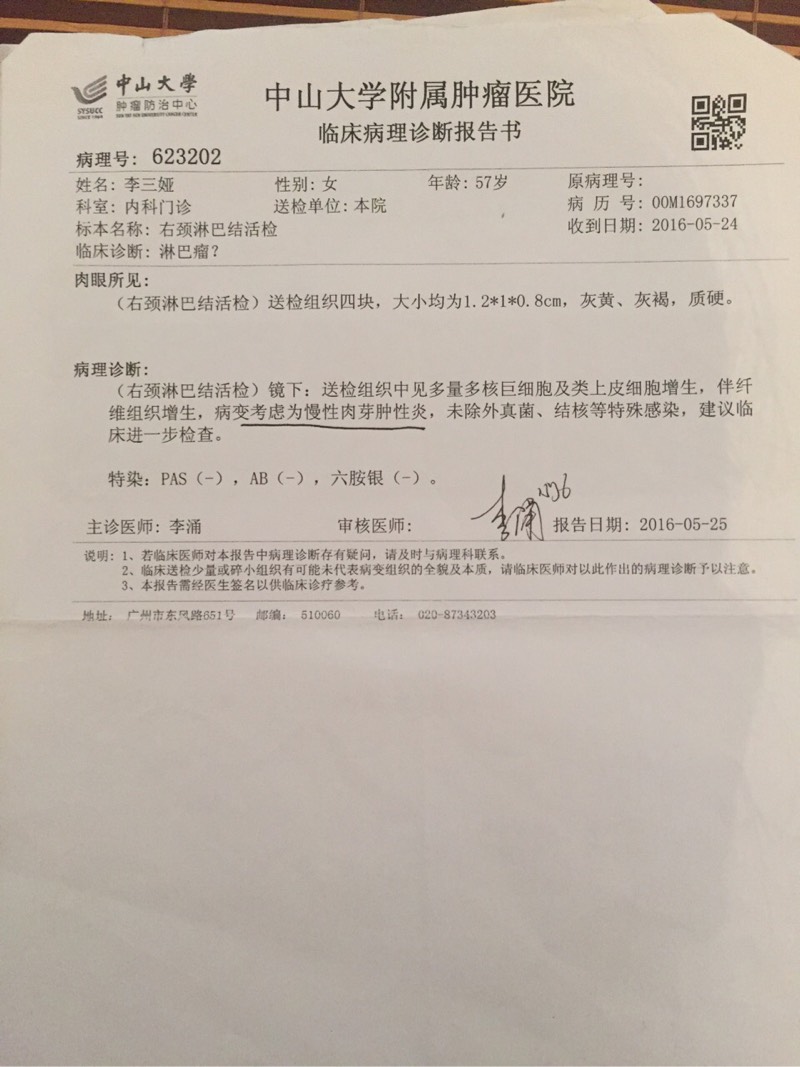 中山大学
肿瘤防治中心
SYSUCC
SINCE 1964
SUN YAT-SEN UNIVERSITY CANCER CENTER
中山大学附属肿瘤医院
临床病理诊断报告书
病理号: 623202
姓名: 李三娅 性别: 女 年龄: 57岁 原病理号:
科室: 内科门诊 送检单位: 本院 病 历 号: 00M1697337
标本名称: 右颈淋巴结活检 收到日期: 2016-05-24
临床诊断: 淋巴瘤?
肉眼所见:
（右颈淋巴结活检）送检组织四块，大小均为1.2*1*0.8cm，灰黄、灰褐，质硬。
病理诊断:
（右颈淋巴结活检）镜下：送检组织中见多量多核巨细胞及类上皮细胞增生，伴纤
维组织增生，病变考虑为慢性肉芽肿性炎，未除外真菌、结核等特殊感染，建议临
床进一步检查。
特染: PAS（-），AB（-），六胺银（-）。
主诊医师: 李涌 审核医师: 李涌 报告日期: 2016-05-25
说明: 1、若临床医师对本报告中病理诊断存有疑问，请及时与病理科联系。
2、临床送检少量或碎小组织有可能未代表病变组织的全貌及本质，请临床医师对以此作出的病理诊断予以注意。
3、本报告需经医生签名以供临床诊疗参考。
地址: 广州市东风路651号 邮编: 510060 电话: 020-87343203